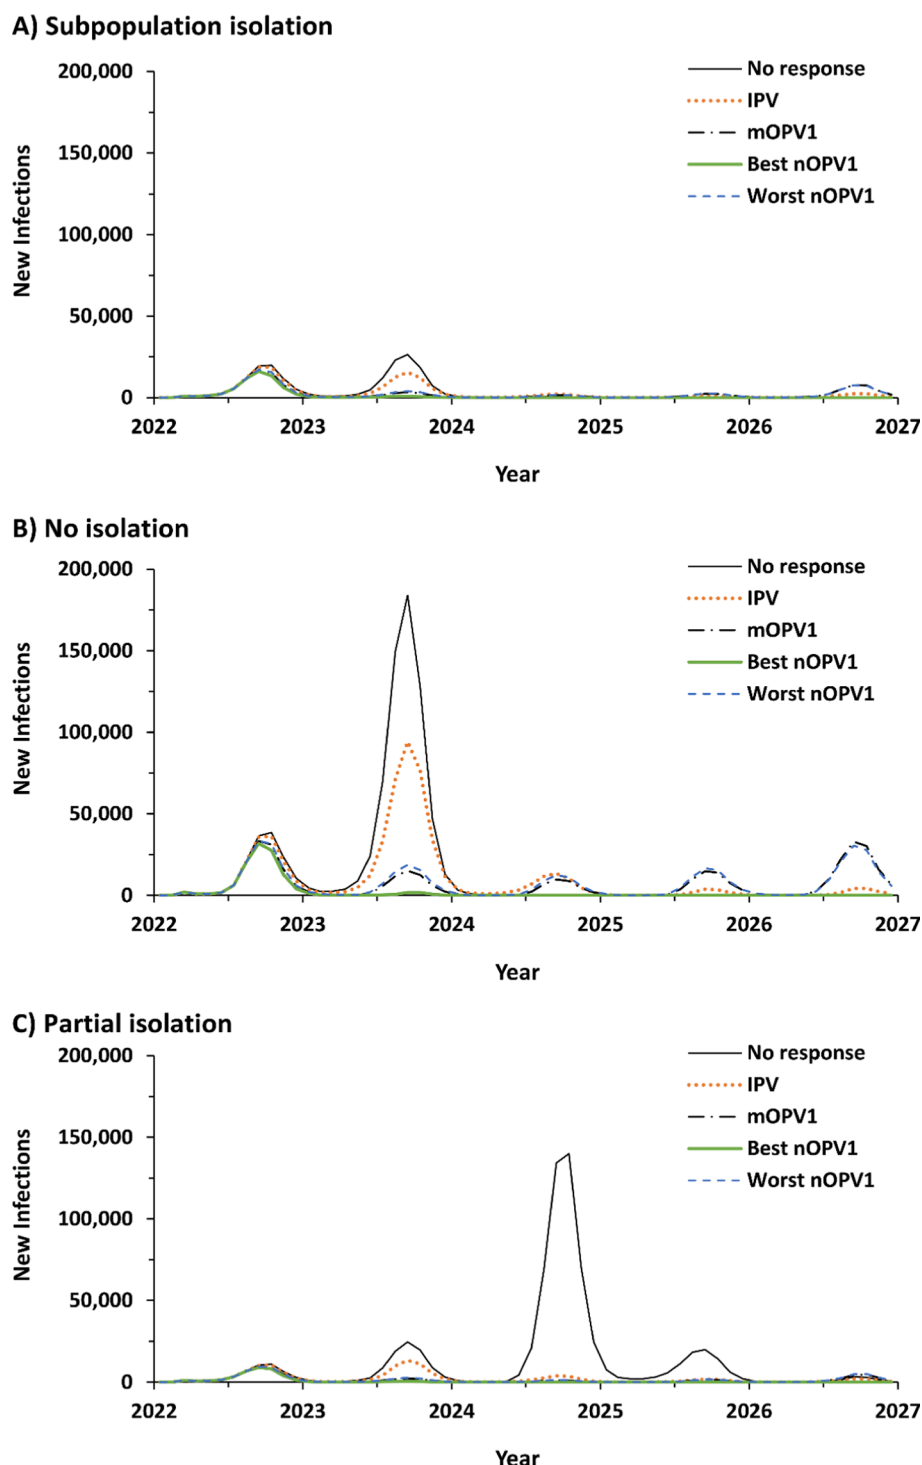 A) Subpopulation isolation
200,000
150,000
100,000
50,000
0
New Infections
No response
IPV
mOPV1
Best nOPV1
Worst nOPV1
2022 2023 2024 2025 2026 2027
Year
B) No isolation
200,000
150,000
100,000
50,000
0
New Infections
No response
IPV
mOPV1
Best nOPV1
Worst nOPV1
2022 2023 2024 2025 2026 2027
Year
C) Partial isolation
200,000
150,000
100,000
50,000
0
New Infections
No response
IPV
mOPV1
Best nOPV1
Worst nOPV1
2022 2023 2024 2025 2026 2027
Year